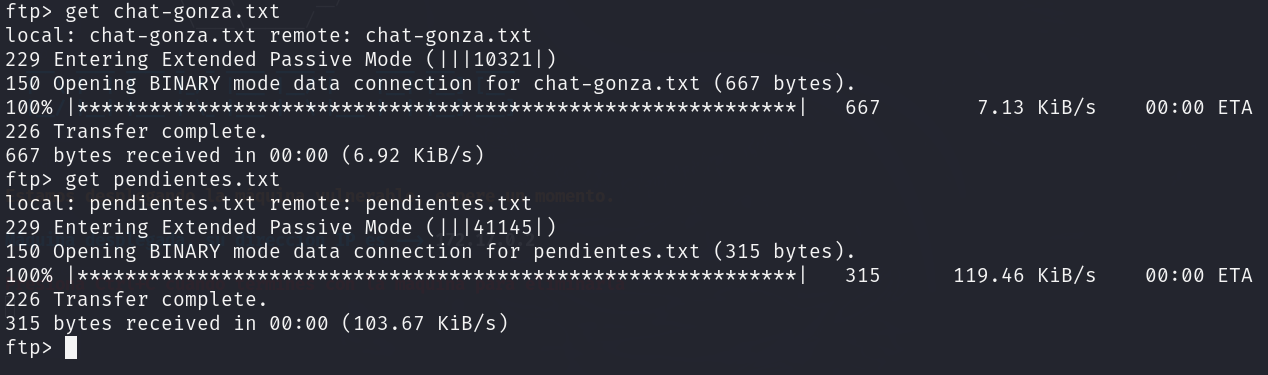 ftp> get chat-gonza.txt
local: chat-gonza.txt remote: chat-gonza.txt
229 Entering Extended Passive Mode (|||10321|)
150 Opening BINARY mode data connection for chat-gonza.txt (667 bytes).
100% |************************************************************| 667 7.13 KiB/s 00:00 ETA
226 Transfer complete.
667 bytes received in 00:00 (6.92 KiB/s)
ftp> get pendientes.txt
local: pendientes.txt remote: pendientes.txt
229 Entering Extended Passive Mode (|||41145|)
150 Opening BINARY mode data connection for pendientes.txt (315 bytes).
100% |************************************************************| 315 119.46 KiB/s 00:00 ETA
226 Transfer complete.
315 bytes received in 00:00 (103.67 KiB/s)
ftp>